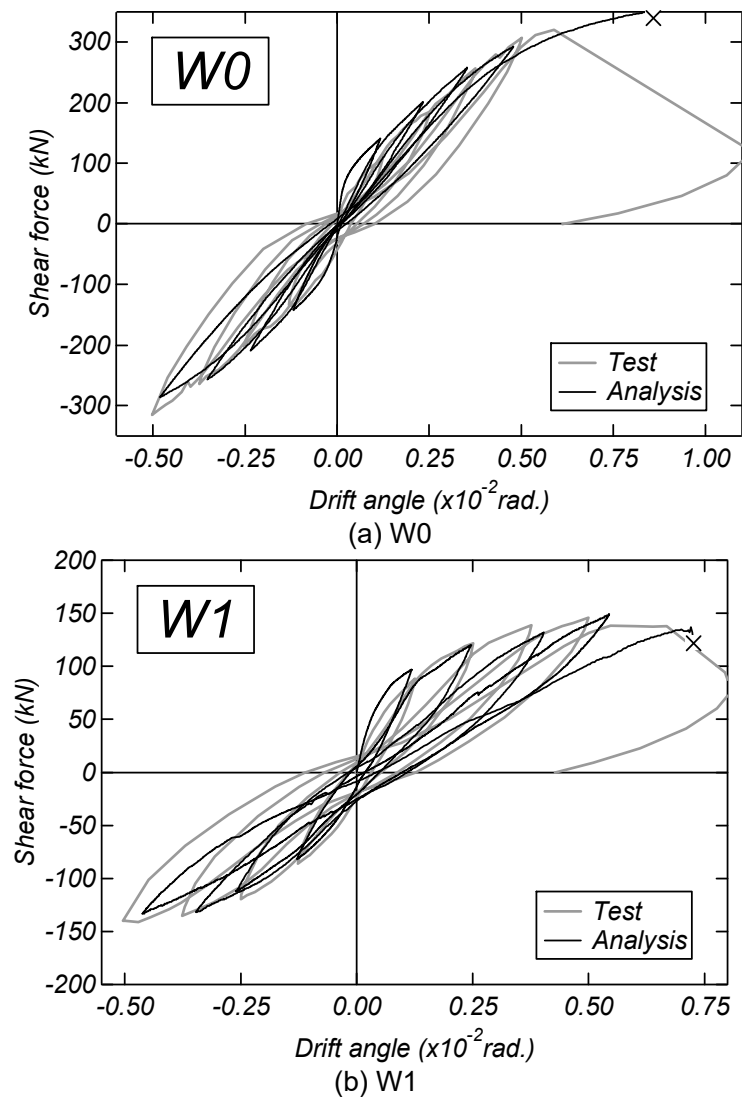 W0
300
200
100
0
-100
-200
-300
Shear force (kN)
Test
Analysis
-0.50 -0.25 0.00 0.25 0.50 0.75 1.00
Drift angle (x10-2rad.)
(a) W0
W1
200
150
100
50
0
-50
-100
-150
-200
Shear force (kN)
Test
Analysis
-0.50 -0.25 0.00 0.25 0.50 0.75
Drift angle (x10-2rad.)
(b) W1